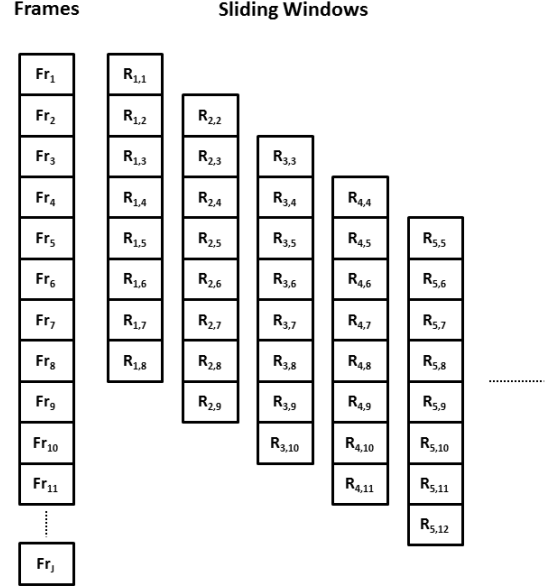 Frames Sliding Windows
Fr1 R1,1
Fr2 R1,2 R2,2
Fr3 R1,3 R2,3 R3,3
Fr4 R1,4 R2,4 R3,4 R4,4
Fr5 R1,5 R2,5 R3,5 R4,5 R5,5
Fr6 R1,6 R2,6 R3,6 R4,6 R5,6
Fr7 R1,7 R2,7 R3,7 R4,7 R5,7
Fr8 R1,8 R2,8 R3,8 R4,8 R5,8
Fr9 R2,9 R3,9 R4,9 R5,9
Fr10 R3,10 R4,10 R5,10
Fr11 R4,11 R5,11
R5,12
FrJ